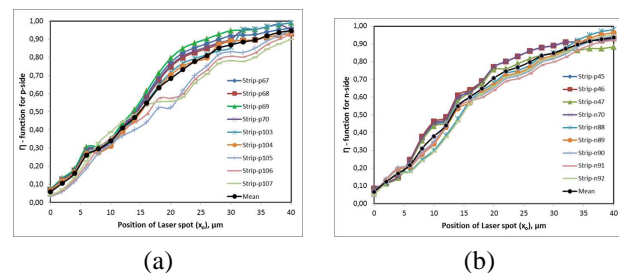 (a)
1,00
0,90
0,80
0,70
0,60
0,50
0,40
0,30
0,20
0,10
0,00
0 5 10 15 20 25 30 35 40
η - function for p-side
Position of Laser spot (x₀), μm
Strip-p67
Strip-p68
Strip-p69
Strip-p70
Strip-p103
Strip-p104
Strip-p105
Strip-p106
Strip-p107
Mean
(b)
1,00
0,90
0,80
0,70
0,60
0,50
0,40
0,30
0,20
0,10
0,00
0 5 10 15 20 25 30 35 40
η - function for n-side
Position of Laser spot (x₀), μm
Strip-p45
Strip-p46
Strip-n47
Strip-n70
Strip-n88
Strip-n89
Strip-n90
Strip-n91
Strip-n92
Mean
(a)
(b)